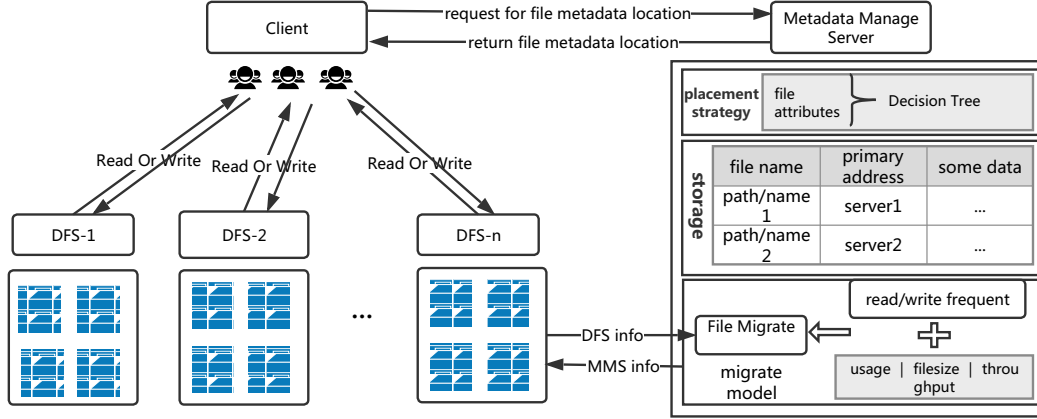 Client
request for file metadata location
return file metadata location
Metadata Manage
Server
Read Or Write
Read Or Write
Read Or Write
DFS-1
DFS-2
DFS-n
...
DFS info
MMS info
placement
strategy
file
attributes
Decision Tree
storage
file name
primary
address
some data
path/name
1
server1
...
path/name
2
server2
...
read/write frequent
File Migrate
migrate
model
usage | filesize | throu
ghput